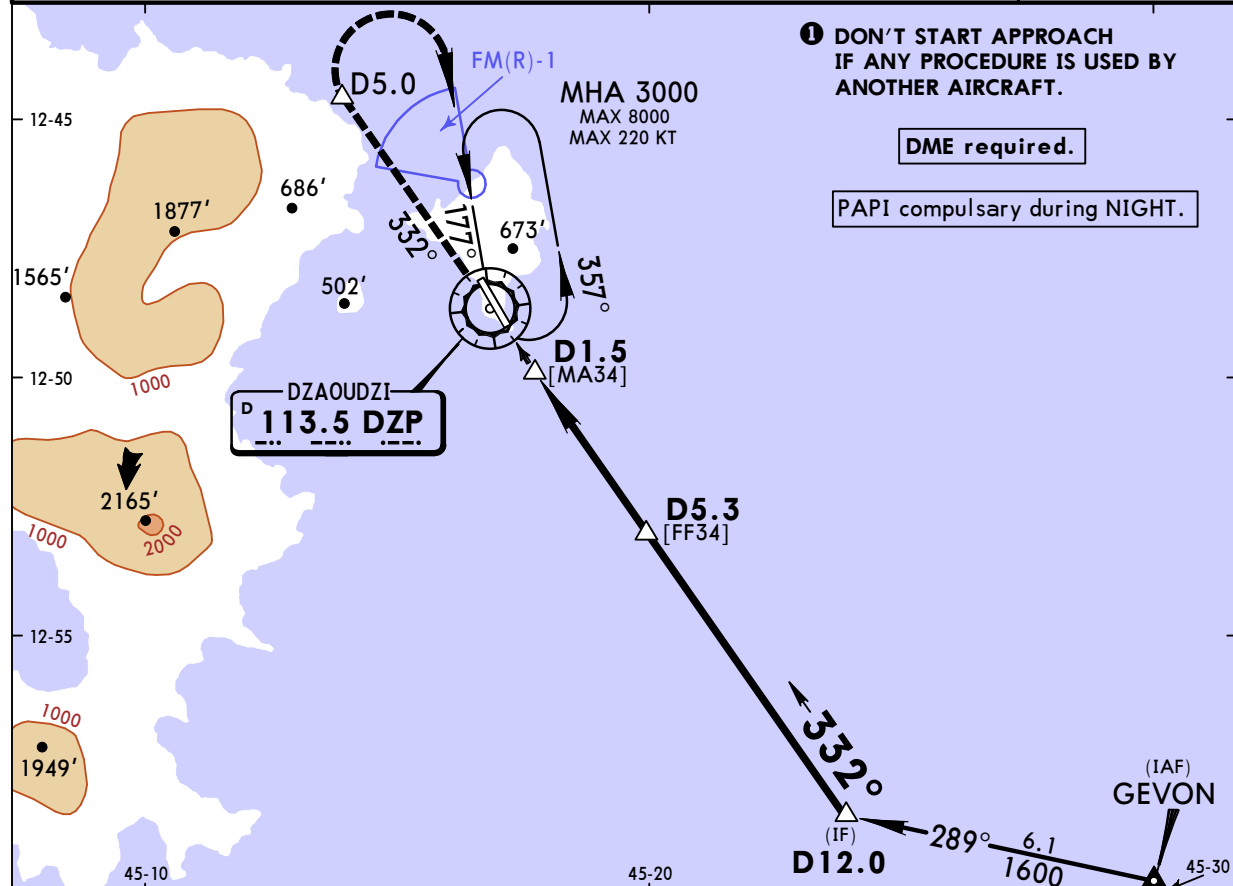 ❶ DON'T START APPROACH
IF ANY PROCEDURE IS USED BY
ANOTHER AIRCRAFT.
DME required.
PAPI compulsary during NIGHT.
FM(R)-1
D5.0
MHA 3000
MAX 8000
MAX 220 KT
12-45
686'
1877'
673'
332°
177°
357°
1565'
502'
D1.5
[MA34]
12-50
1000
DZAOUDZI
D 113.5 DZP
2165'
D5.3
[FF34]
1000
2000
12-55
1000
332°
1949'
(IAF)
GEVON
(IF)
D12.0
289°
6.1
1600
45-10
45-20
45-30